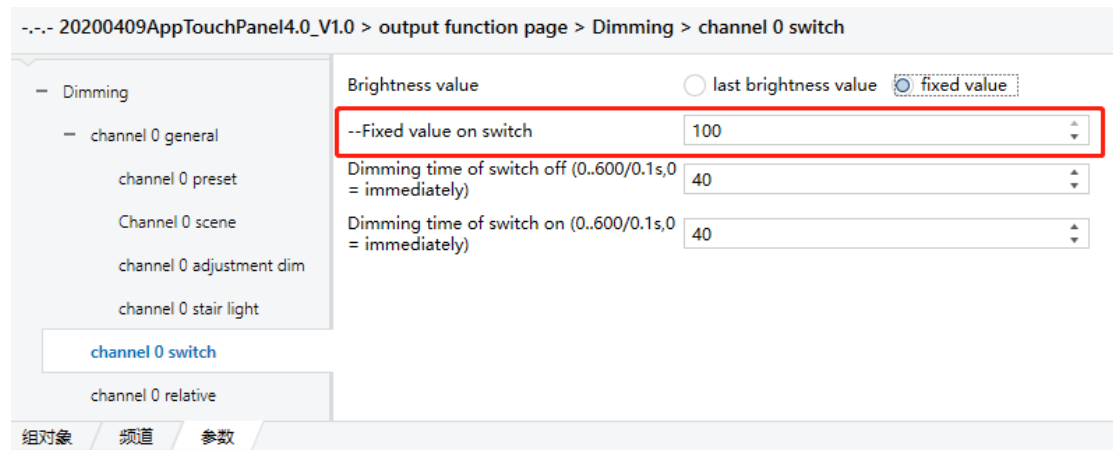 -.-.- 20200409AppTouchPanel4.0_V1.0 > output function page > Dimming > channel 0 switch
Dimming
channel 0 general
channel 0 preset
Channel 0 scene
channel 0 adjustment dim
channel 0 stair light
channel 0 switch
channel 0 relative
Brightness value
last brightness value
fixed value
--Fixed value on switch
100
Dimming time of switch off (0..600/0.1s,0
= immediately)
40
Dimming time of switch on (0..600/0.1s,0
= immediately)
40
组对象
频道
参数